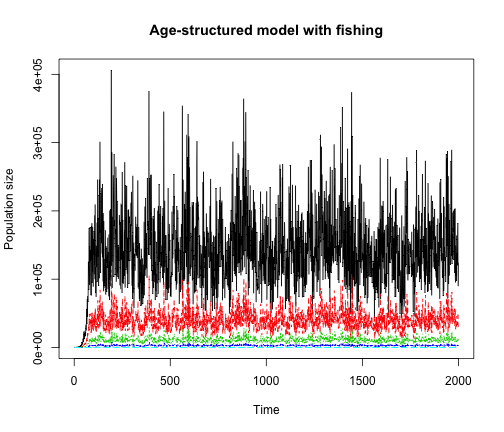 Age-structured model with fishing
Population size
4e+05
3e+05
2e+05
1e+05
0e+00
0 500 1000 1500 2000
Time